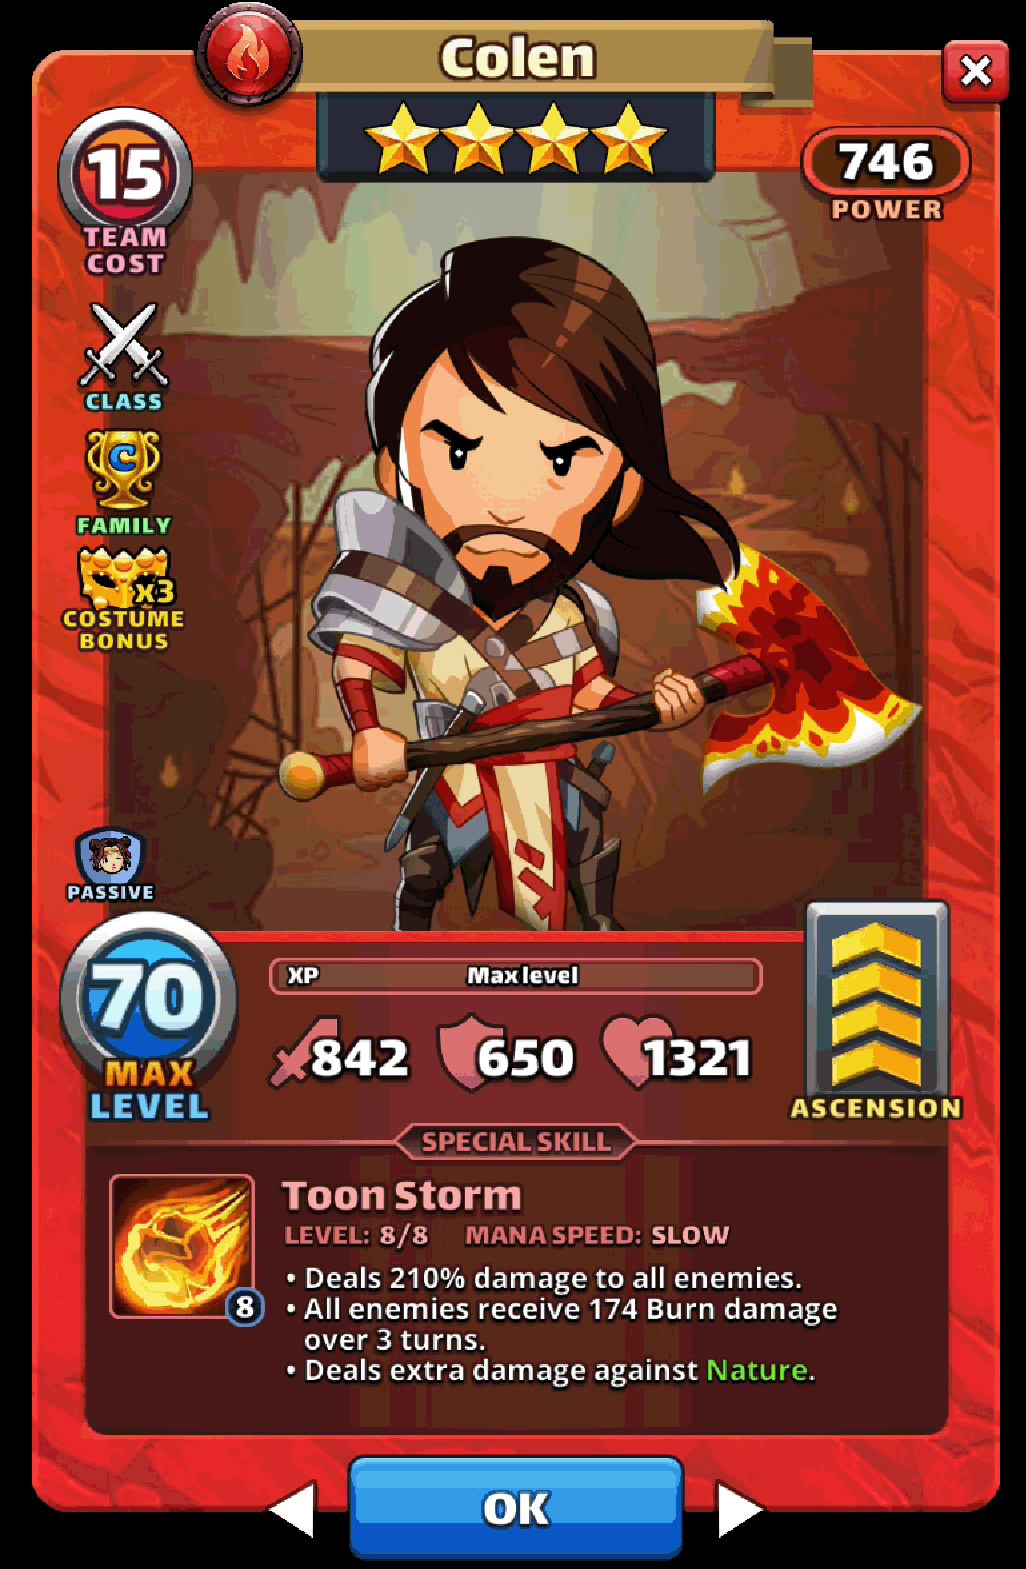 Colen
15
TEAM
COST
746
POWER
CLASS
C
FAMILY
x3
COSTUME
BONUS
PASSIVE
70
MAX
LEVEL
XP
Max level
842
650
1321
ASCENSION
SPECIAL SKILL
Toon Storm
LEVEL: 8/8 MANA SPEED: SLOW
8
• Deals 210% damage to all enemies.
• All enemies receive 174 Burn damage
over 3 turns.
• Deals extra damage against Nature.
OK